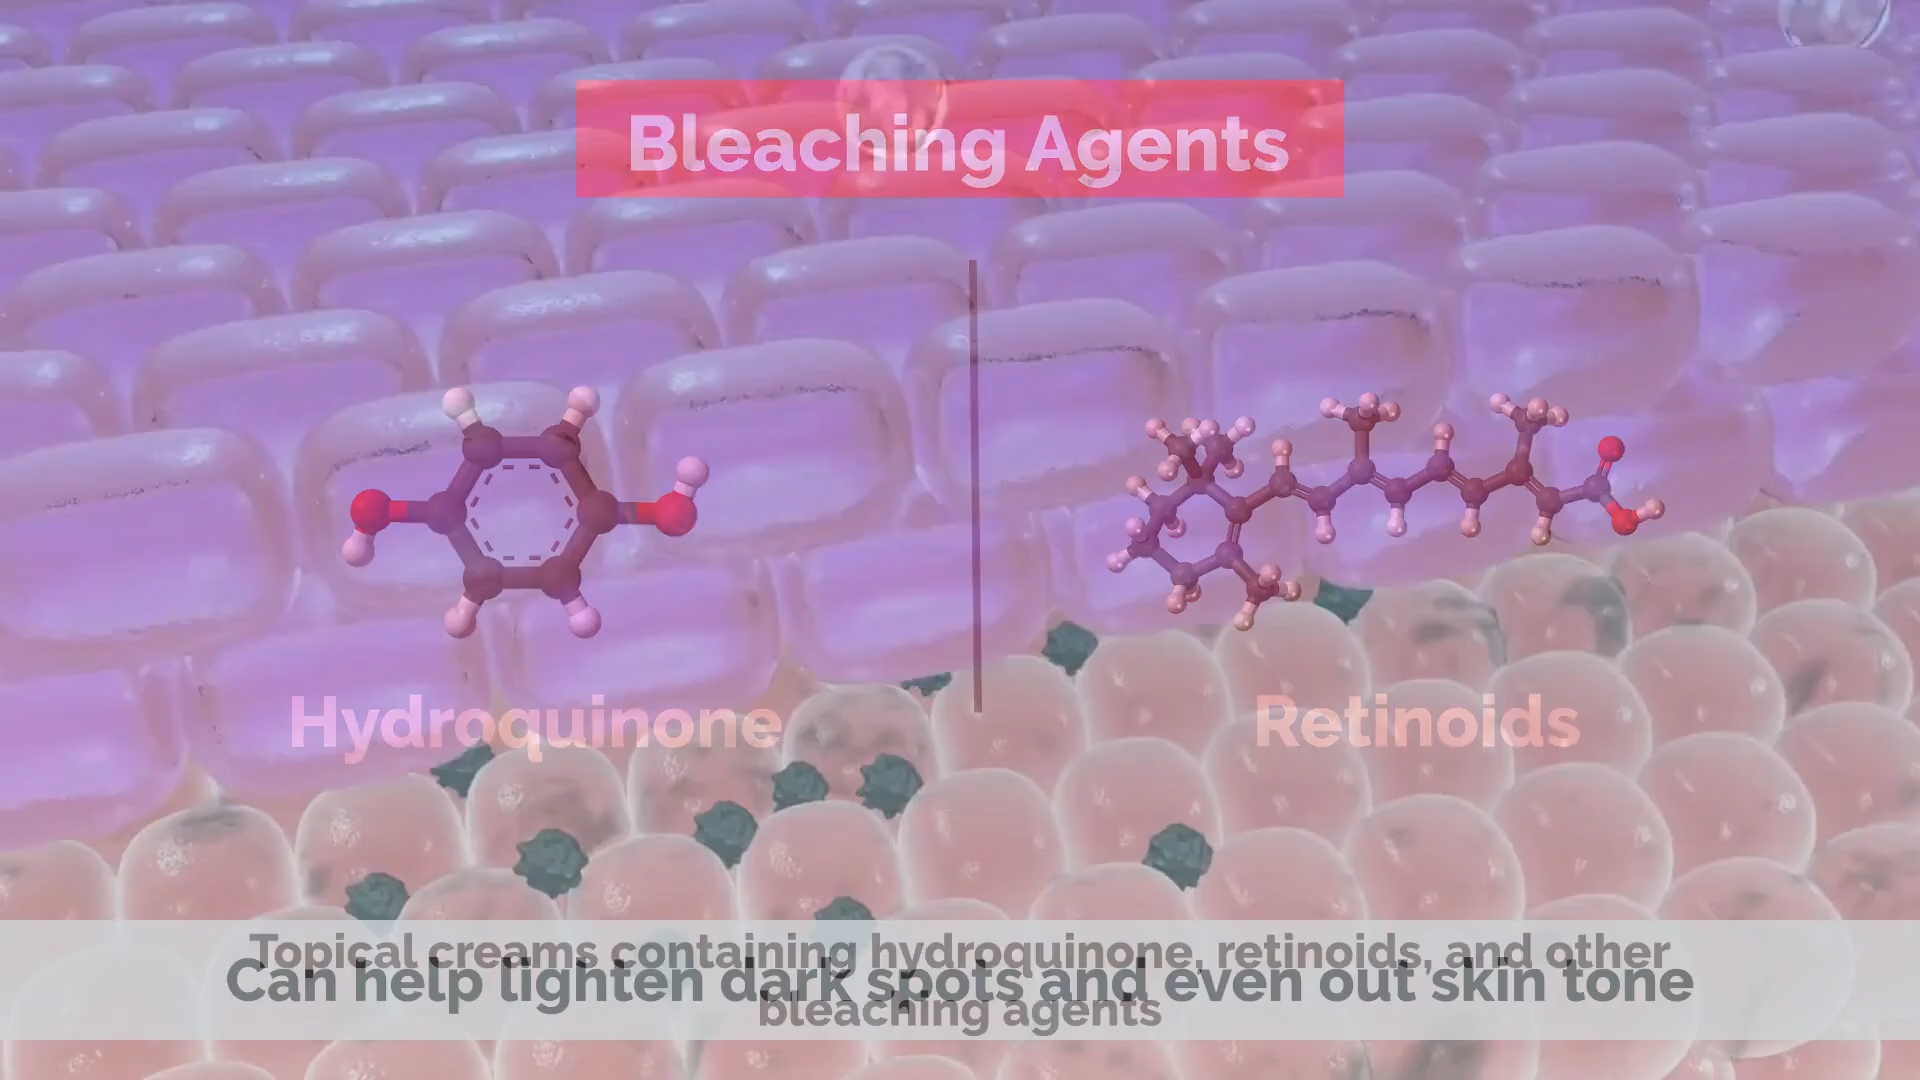 Bleaching Agents
Hydroquinone
Retinoids
Topical creams containing hydroquinone, retinoids, and other
Can help lighten dark spots and even out skin tone
bleaching agents